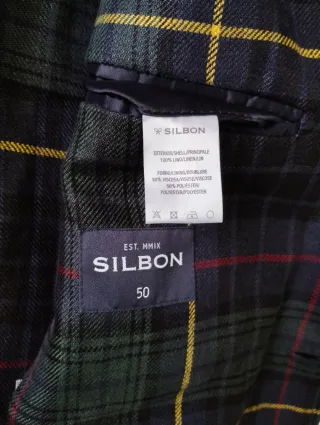 SILBON
EXTERIOR/SHELL/PRINCIPALE
100% LINO/LINEN/LIN
FORRO/LINING/DOUBLURE
50% VISCOSA/VISCOSE/VISCOSE
50% POLIESTER/
POLYESTER
EST. MMIX
SILBON
50